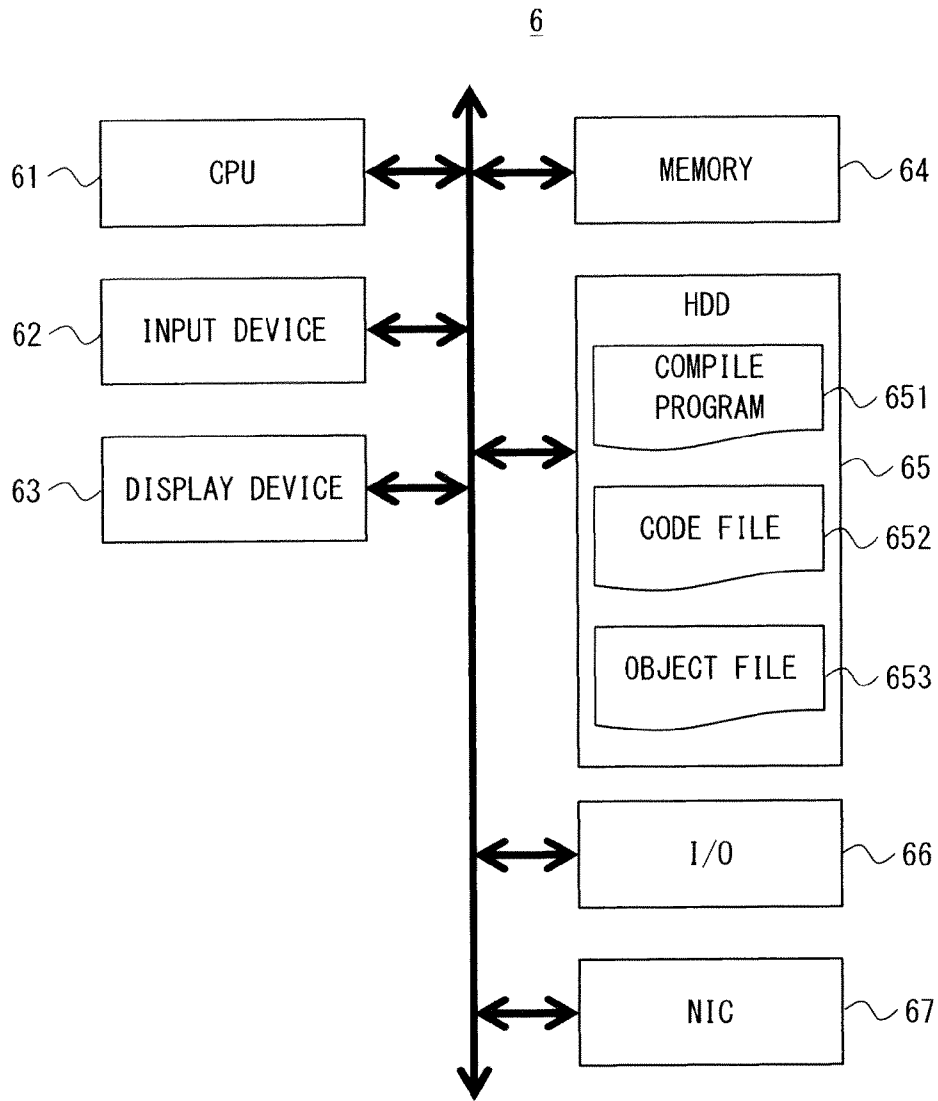 6
61
CPU
MEMORY
64
62
INPUT DEVICE
HDD
COMPILE
PROGRAM
651
65
63
DISPLAY DEVICE
CODE FILE
652
OBJECT FILE
653
I/O
66
NIC
67